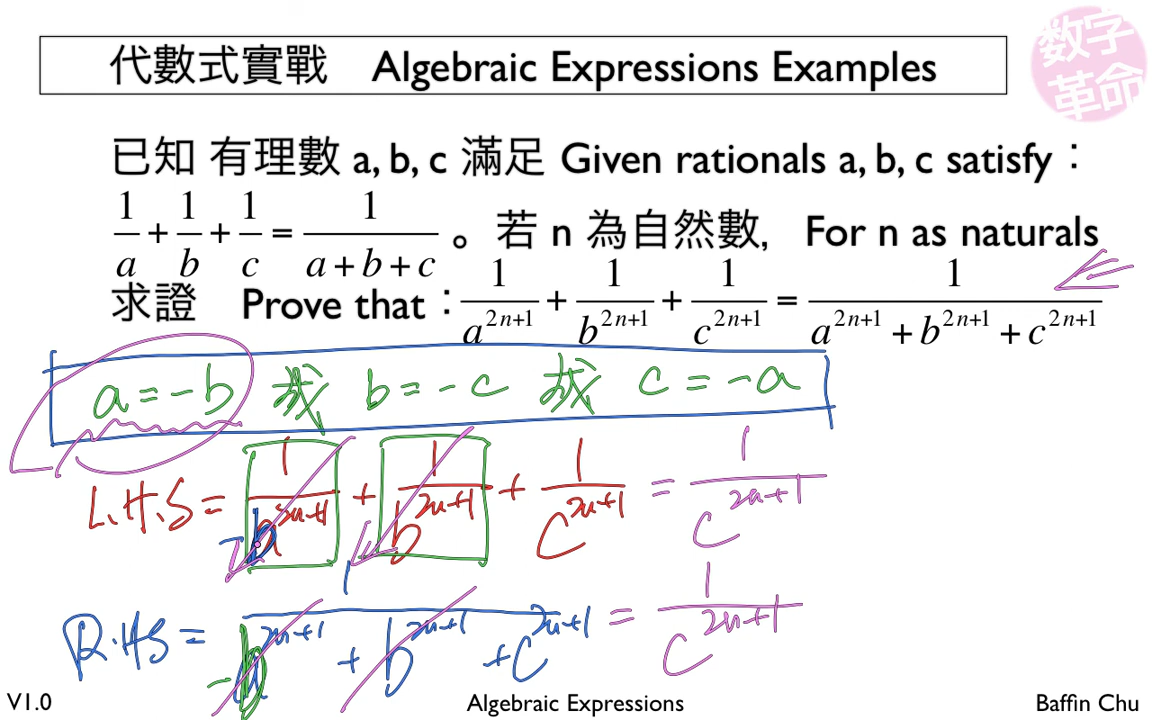 代數式實戰 Algebraic Expressions Examples
数字
革命
已知 有理數 a, b, c 滿足 Given rationals a, b, c satisfy：
1/a + 1/b + 1/c = 1/(a+b+c) 。若 n 為自然數, For n as naturals
求證 Prove that：1/a^(2n+1) + 1/b^(2n+1) + 1/c^(2n+1) = 1/(a^(2n+1) + b^(2n+1) + c^(2n+1))
a = -b 或 b = -c 或 c = -a
L.H.S = 1/b^(2n+1) + 1/b^(2n+1) + 1/c^(2n+1) = 1/c^(2n+1)
R.H.S = 1/(-b^(2n+1) + b^(2n+1) + c^(2n+1)) = 1/c^(2n+1)
V1.0 Algebraic Expressions Baffin Chu